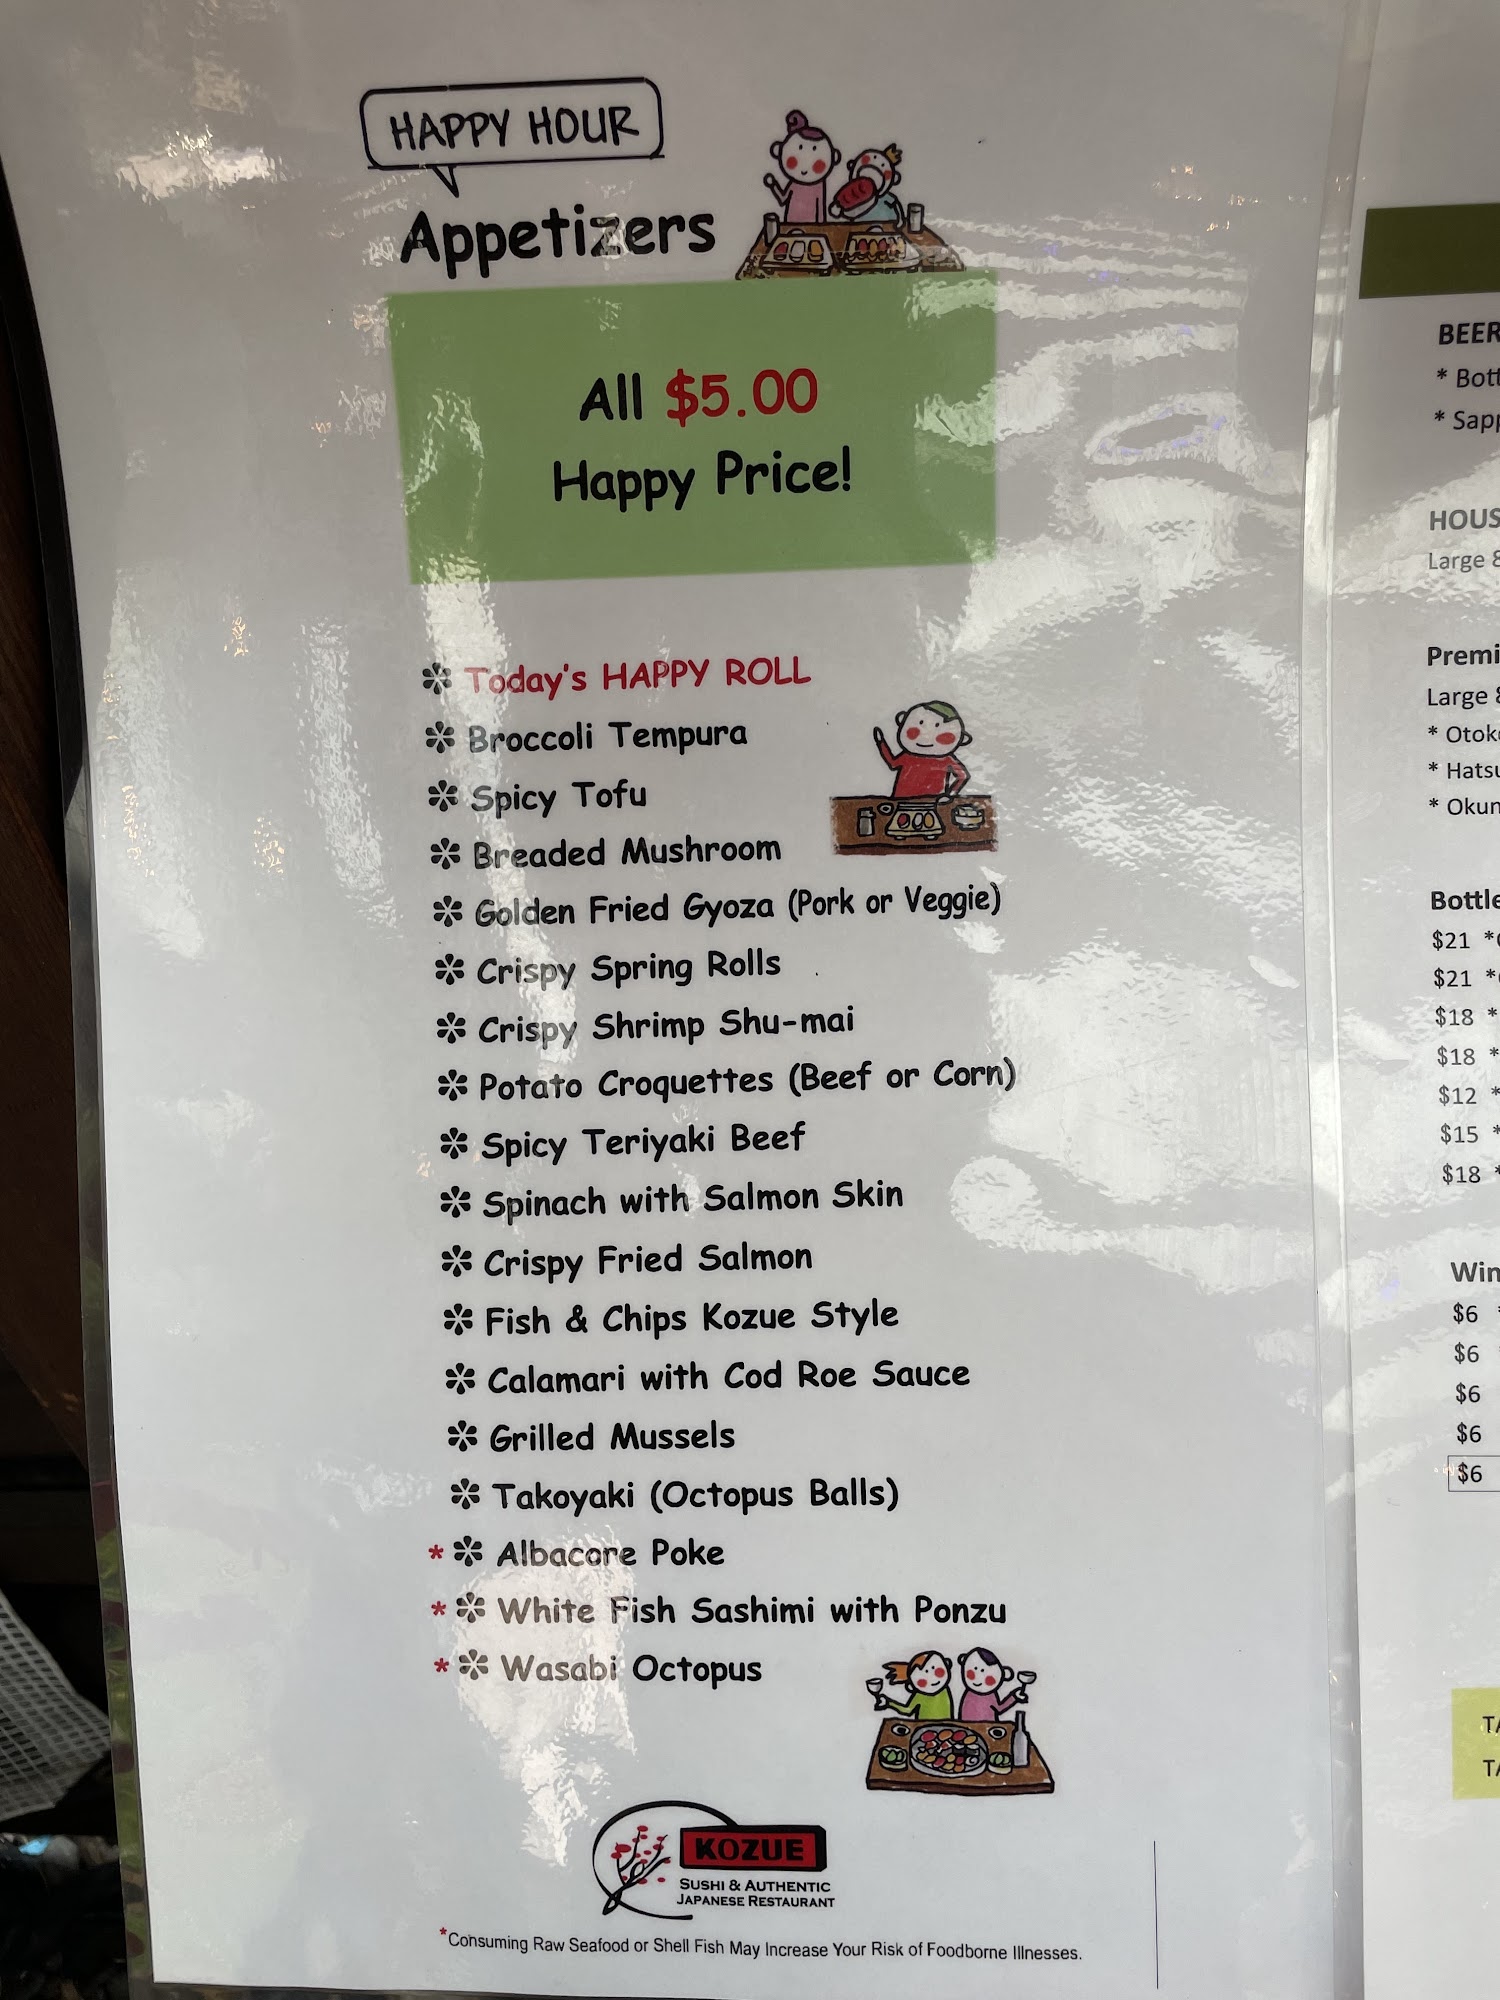 HAPPY HOUR
Appetizers
All $5.00
Happy Price!
✽ Today's HAPPY ROLL
✽ Broccoli Tempura
✽ Spicy Tofu
✽ Breaded Mushroom
✽ Golden Fried Gyoza (Pork or Veggie)
✽ Crispy Spring Rolls
✽ Crispy Shrimp Shu-mai
✽ Potato Croquettes (Beef or Corn)
✽ Spicy Teriyaki Beef
✽ Spinach with Salmon Skin
✽ Crispy Fried Salmon
✽ Fish & Chips Kozue Style
✽ Calamari with Cod Roe Sauce
✽ Grilled Mussels
✽ Takoyaki (Octopus Balls)
* ✽ Albacore Poke
* ✽ White Fish Sashimi with Ponzu
* ✽ Wasabi Octopus
KOZUE
SUSHI & AUTHENTIC
JAPANESE RESTAURANT
*Consuming Raw Seafood or Shell Fish May Increase Your Risk of Foodborne Illnesses.
BEER
*
*
Large
Large
*
*
*
$21 *
$21 *
$18 *
$18 *
$12 *
$15 *
$18 *
$6
$6
$6
$6
$6